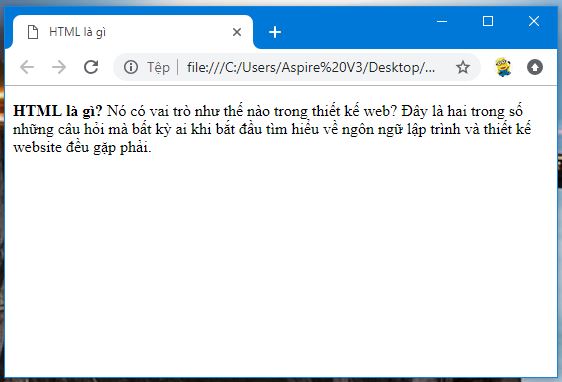 HTML là gì
Tệp file:///C:/Users/Aspire%20V3/Desktop/...
HTML là gì? Nó có vai trò như thế nào trong thiết kế web? Đây là hai trong số
những câu hỏi mà bất kỳ ai khi bắt đầu tìm hiểu về ngôn ngữ lập trình và thiết kế
website đều gặp phải.